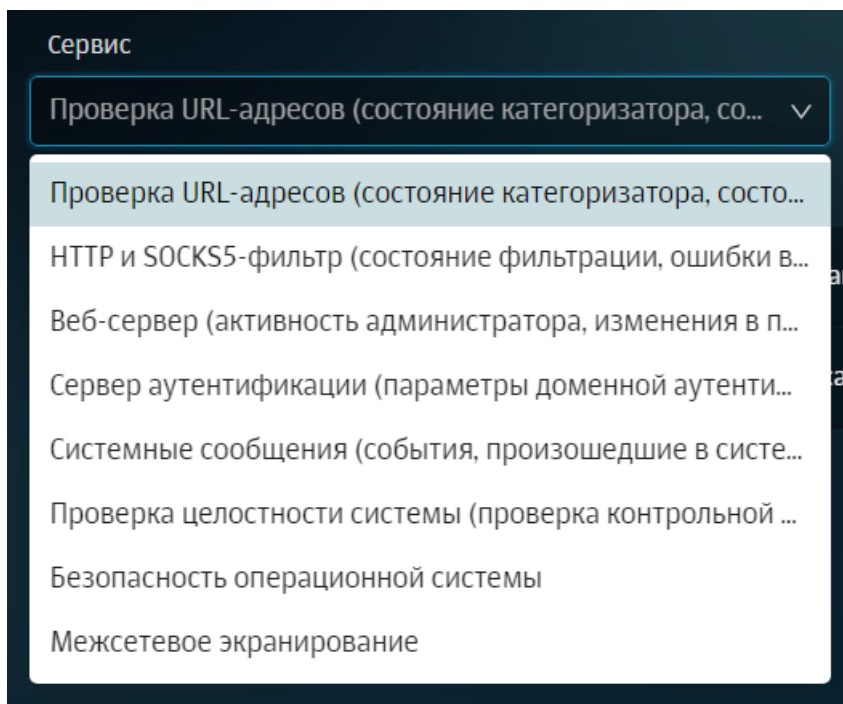 Сервис
Проверка URL-адресов (состояние категоризатора, со...
Проверка URL-адресов (состояние категоризатора, состо...
HTTP и SOCKS5-фильтр (состояние фильтрации, ошибки в...
Веб-сервер (активность администратора, изменения в п...
Сервер аутентификации (параметры доменной аутенти...
Системные сообщения (события, произошедшие в систе...
Проверка целостности системы (проверка контрольной ...
Безопасность операционной системы
Межсетевое экранирование